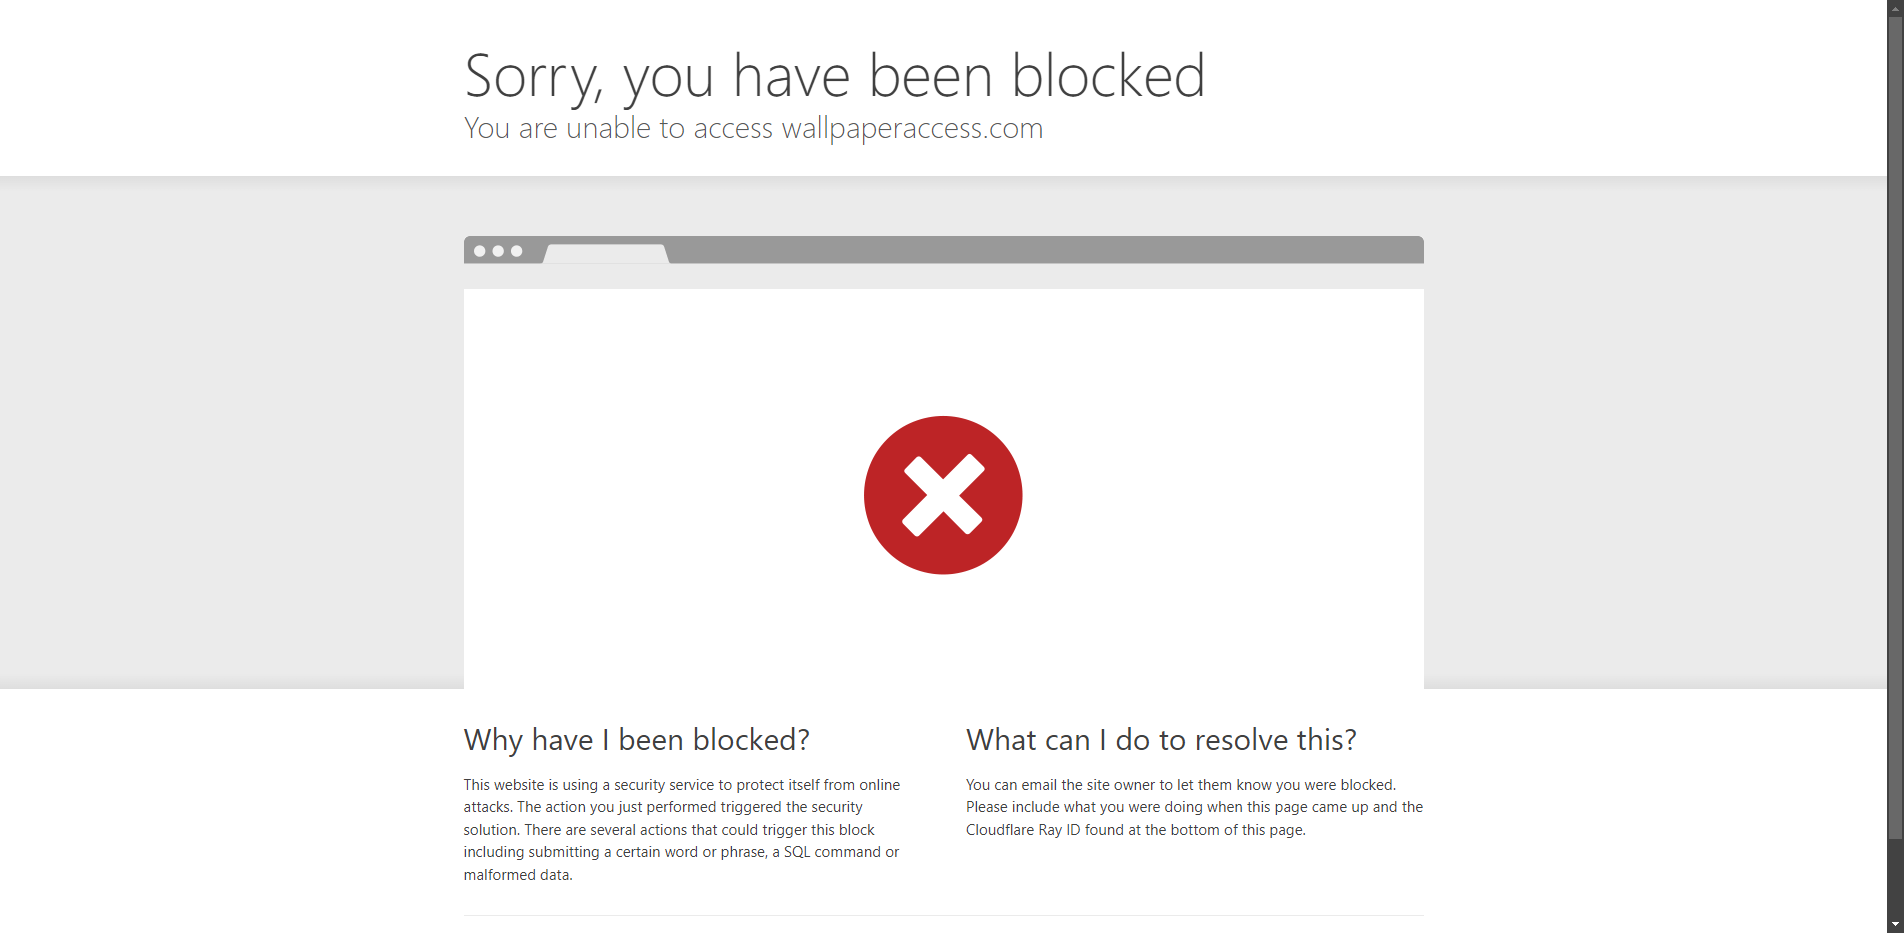 Sorry, you have been blocked
You are unable to access wallpaperaccess.com
Why have I been blocked?
This website is using a security service to protect itself from online
attacks. The action you just performed triggered the security
solution. There are several actions that could trigger this block
including submitting a certain word or phrase, a SQL command or
malformed data.
What can I do to resolve this?
You can email the site owner to let them know you were blocked.
Please include what you were doing when this page came up and the
Cloudflare Ray ID found at the bottom of this page.